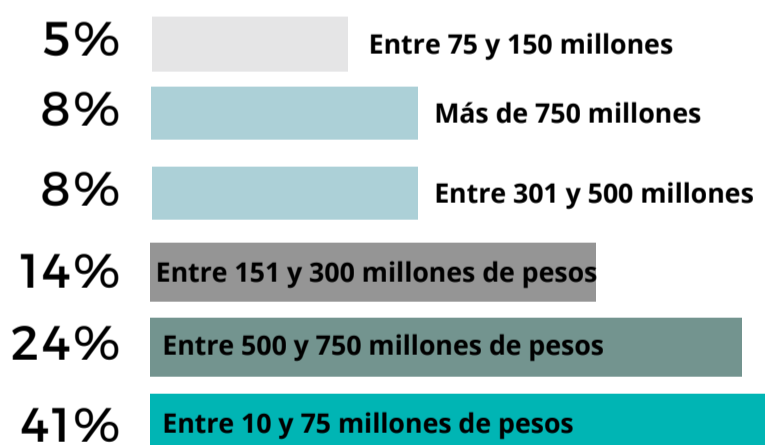 5% Entre 75 y 150 millones
8% Más de 750 millones
8% Entre 301 y 500 millones
14% Entre 151 y 300 millones de pesos
24% Entre 500 y 750 millones de pesos
41% Entre 10 y 75 millones de pesos